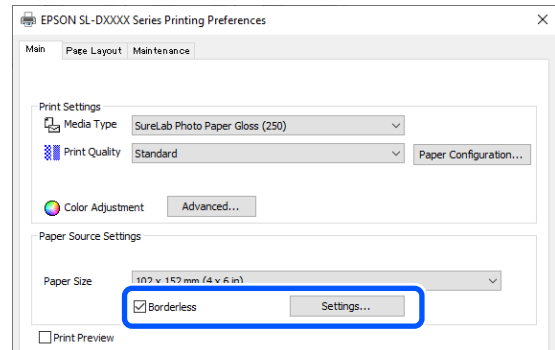 EPSON SL-DXXXX Series Printing Preferences
Main Page Layout Maintenance
Print Settings
Media Type SureLab Photo Paper Gloss (250)
Print Quality Standard Paper Configuration...
Color Adjustment Advanced...
Paper Source Settings
Paper Size 102 x 152 mm (4 x 6 in)
Borderless Settings...
Print Preview